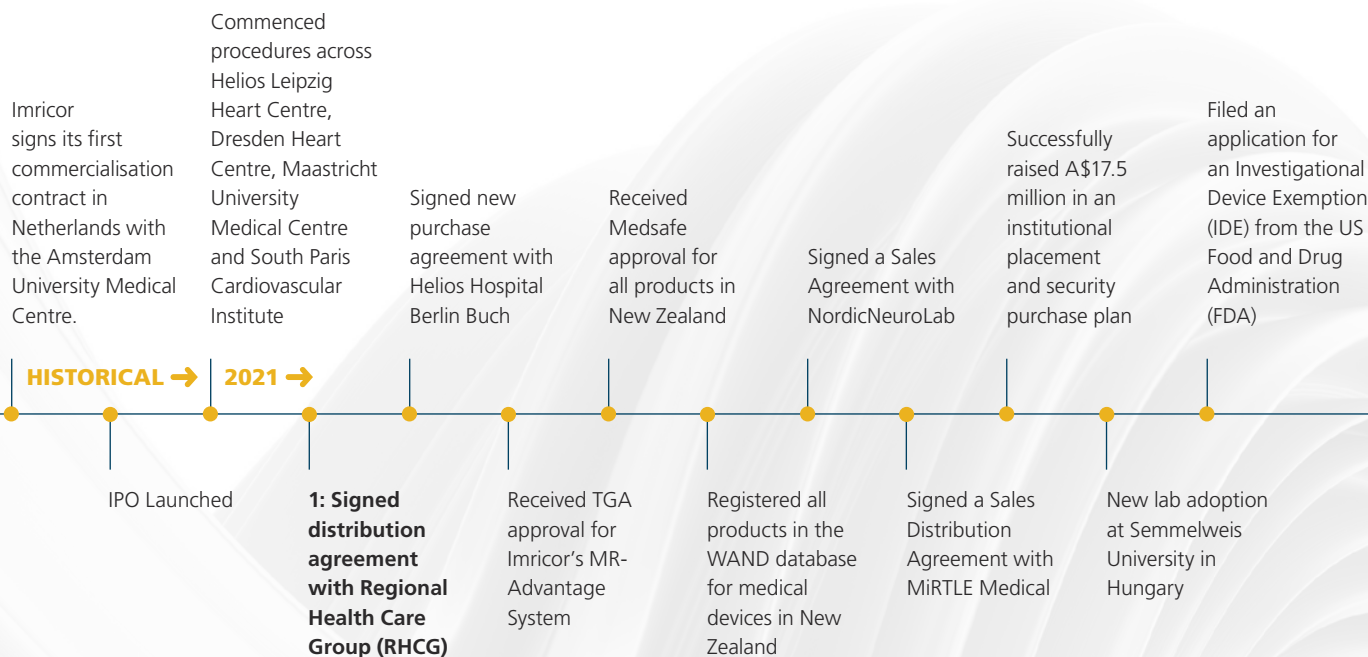 Imricor
signs its first
commercialisation
contract in
Netherlands with
the Amsterdam
University Medical
Centre.
Commenced
procedures across
Helios Leipzig
Heart Centre,
Dresden Heart
Centre, Maastricht
University
Medical Centre
and South Paris
Cardiovascular
Institute
Signed new
purchase
agreement with
Helios Hospital
Berlin Buch
Received
Medsafe
approval for
all products in
New Zealand
Signed a Sales
Agreement with
NordicNeuroLab
Successfully
raised A$17.5
million in an
institutional
placement
and security
purchase plan
Filed an
application for
an Investigational
Device Exemption
(IDE) from the US
Food and Drug
Administration
(FDA)
HISTORICAL ➔
2021 ➔
IPO Launched
1: Signed
distribution
agreement
with Regional
Health Care
Group (RHCG)
Received TGA
approval for
Imricor's MR-
Advantage
System
Registered all
products in the
WAND database
for medical
devices in New
Zealand
Signed a Sales
Distribution
Agreement with
MiRTLE Medical
New lab adoption
at Semmelweis
University in
Hungary